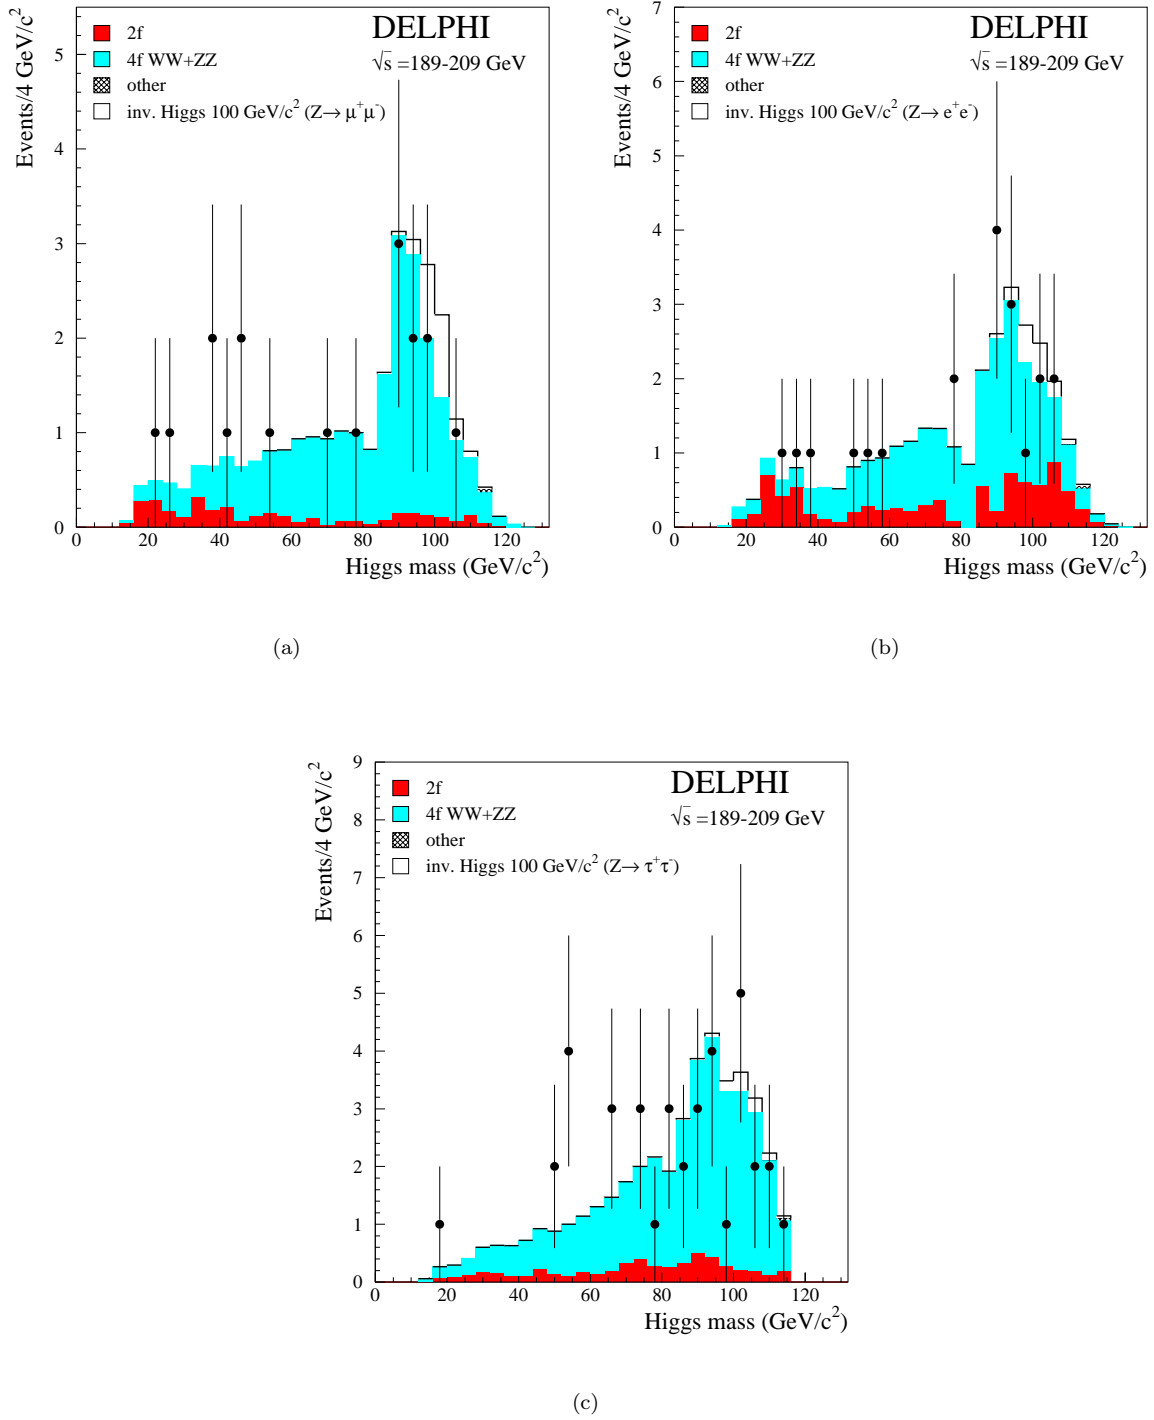 DELPHI
√s =189-209 GeV
2f
4f WW+ZZ
other
inv. Higgs 100 GeV/c² (Z→ μ⁺μ⁻)
Events/4 GeV/c²
0 1 2 3 4 5
0 20 40 60 80 100 120
Higgs mass (GeV/c²)
(a)
DELPHI
√s =189-209 GeV
2f
4f WW+ZZ
other
inv. Higgs 100 GeV/c² (Z→ e⁺e⁻)
Events/4 GeV/c²
0 1 2 3 4 5 6 7
0 20 40 60 80 100 120
Higgs mass (GeV/c²)
(b)
DELPHI
√s =189-209 GeV
2f
4f WW+ZZ
other
inv. Higgs 100 GeV/c² (Z→ τ⁺τ⁻)
Events/4 GeV/c²
0 1 2 3 4 5 6 7 8 9
0 20 40 60 80 100 120
Higgs mass (GeV/c²)
(c)